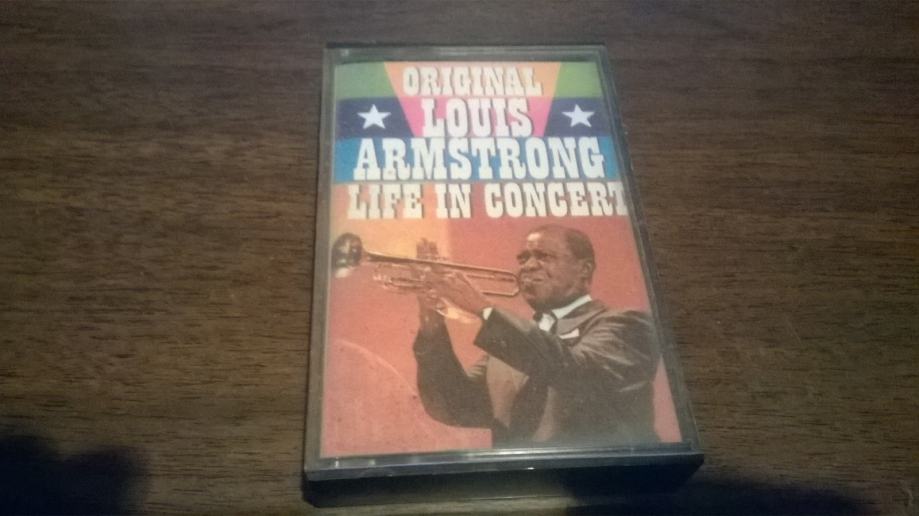 ORIGINAL
LOUIS
ARMSTRONG
LIFE IN CONCERT